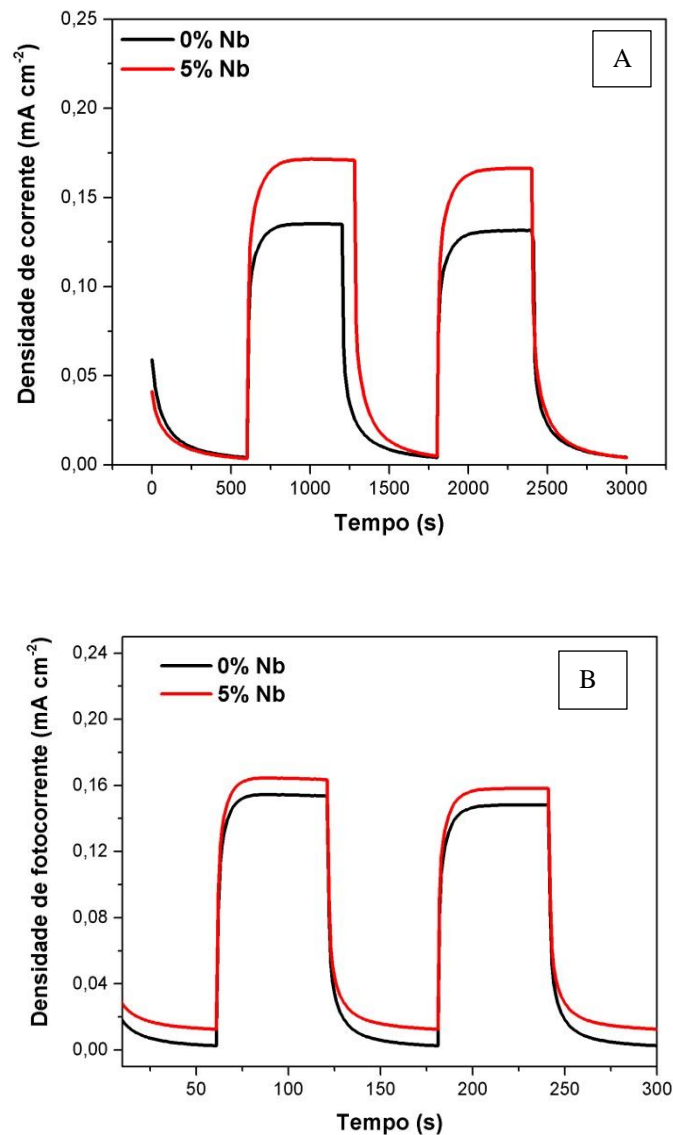 0,25
0% Nb
5% Nb
A
0,20
0,15
0,10
0,05
0,00
Densidade de corrente (mA cm⁻²)
0 500 1000 1500 2000 2500 3000
Tempo (s)
0,24
0% Nb
5% Nb
B
0,20
0,16
0,12
0,08
0,04
0,00
Densidade de fotocorrente (mA cm⁻²)
50 100 150 200 250 300
Tempo (s)